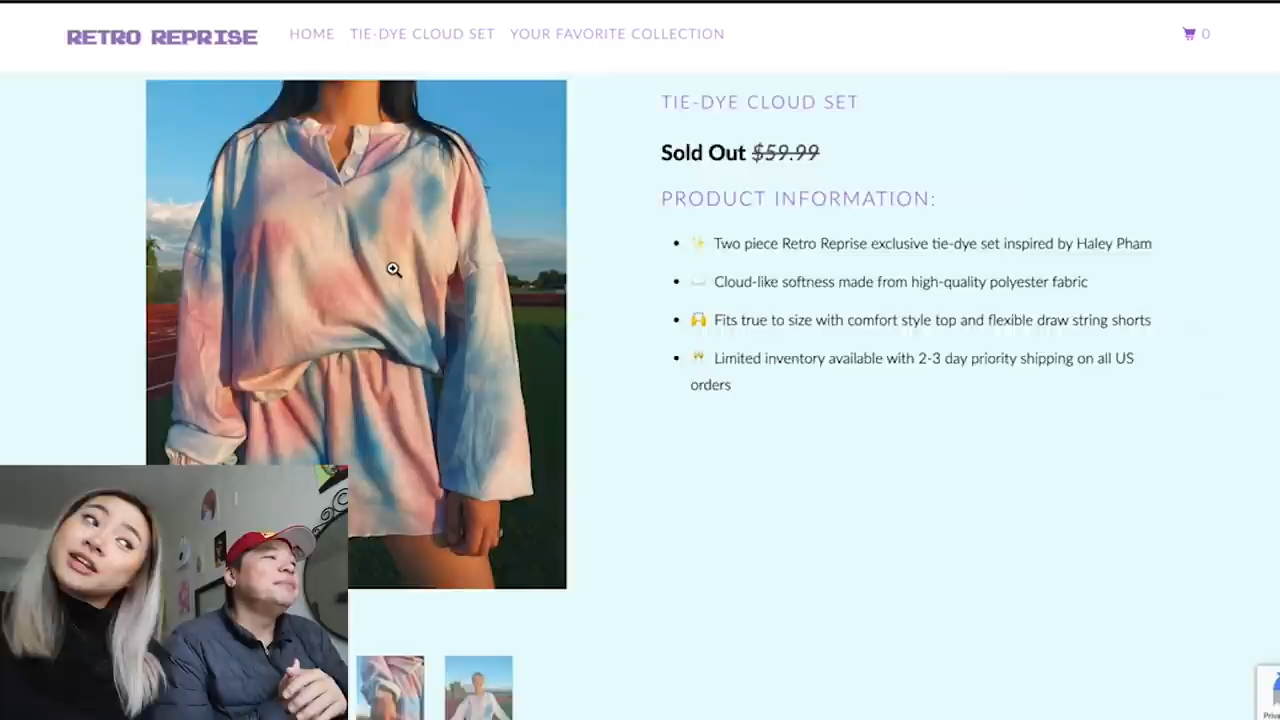 RETRO REPRISE HOME TIE-DYE CLOUD SET YOUR FAVORITE COLLECTION 0
TIE-DYE CLOUD SET
Sold Out $59.99
PRODUCT INFORMATION:
✨ Two piece Retro Reprise exclusive tie-dye set inspired by Haley Pham
☁️ Cloud-like softness made from high-quality polyester fabric
🙌 Fits true to size with comfort style top and flexible draw string shorts
Limited inventory available with 2-3 day priority shipping on all US
orders